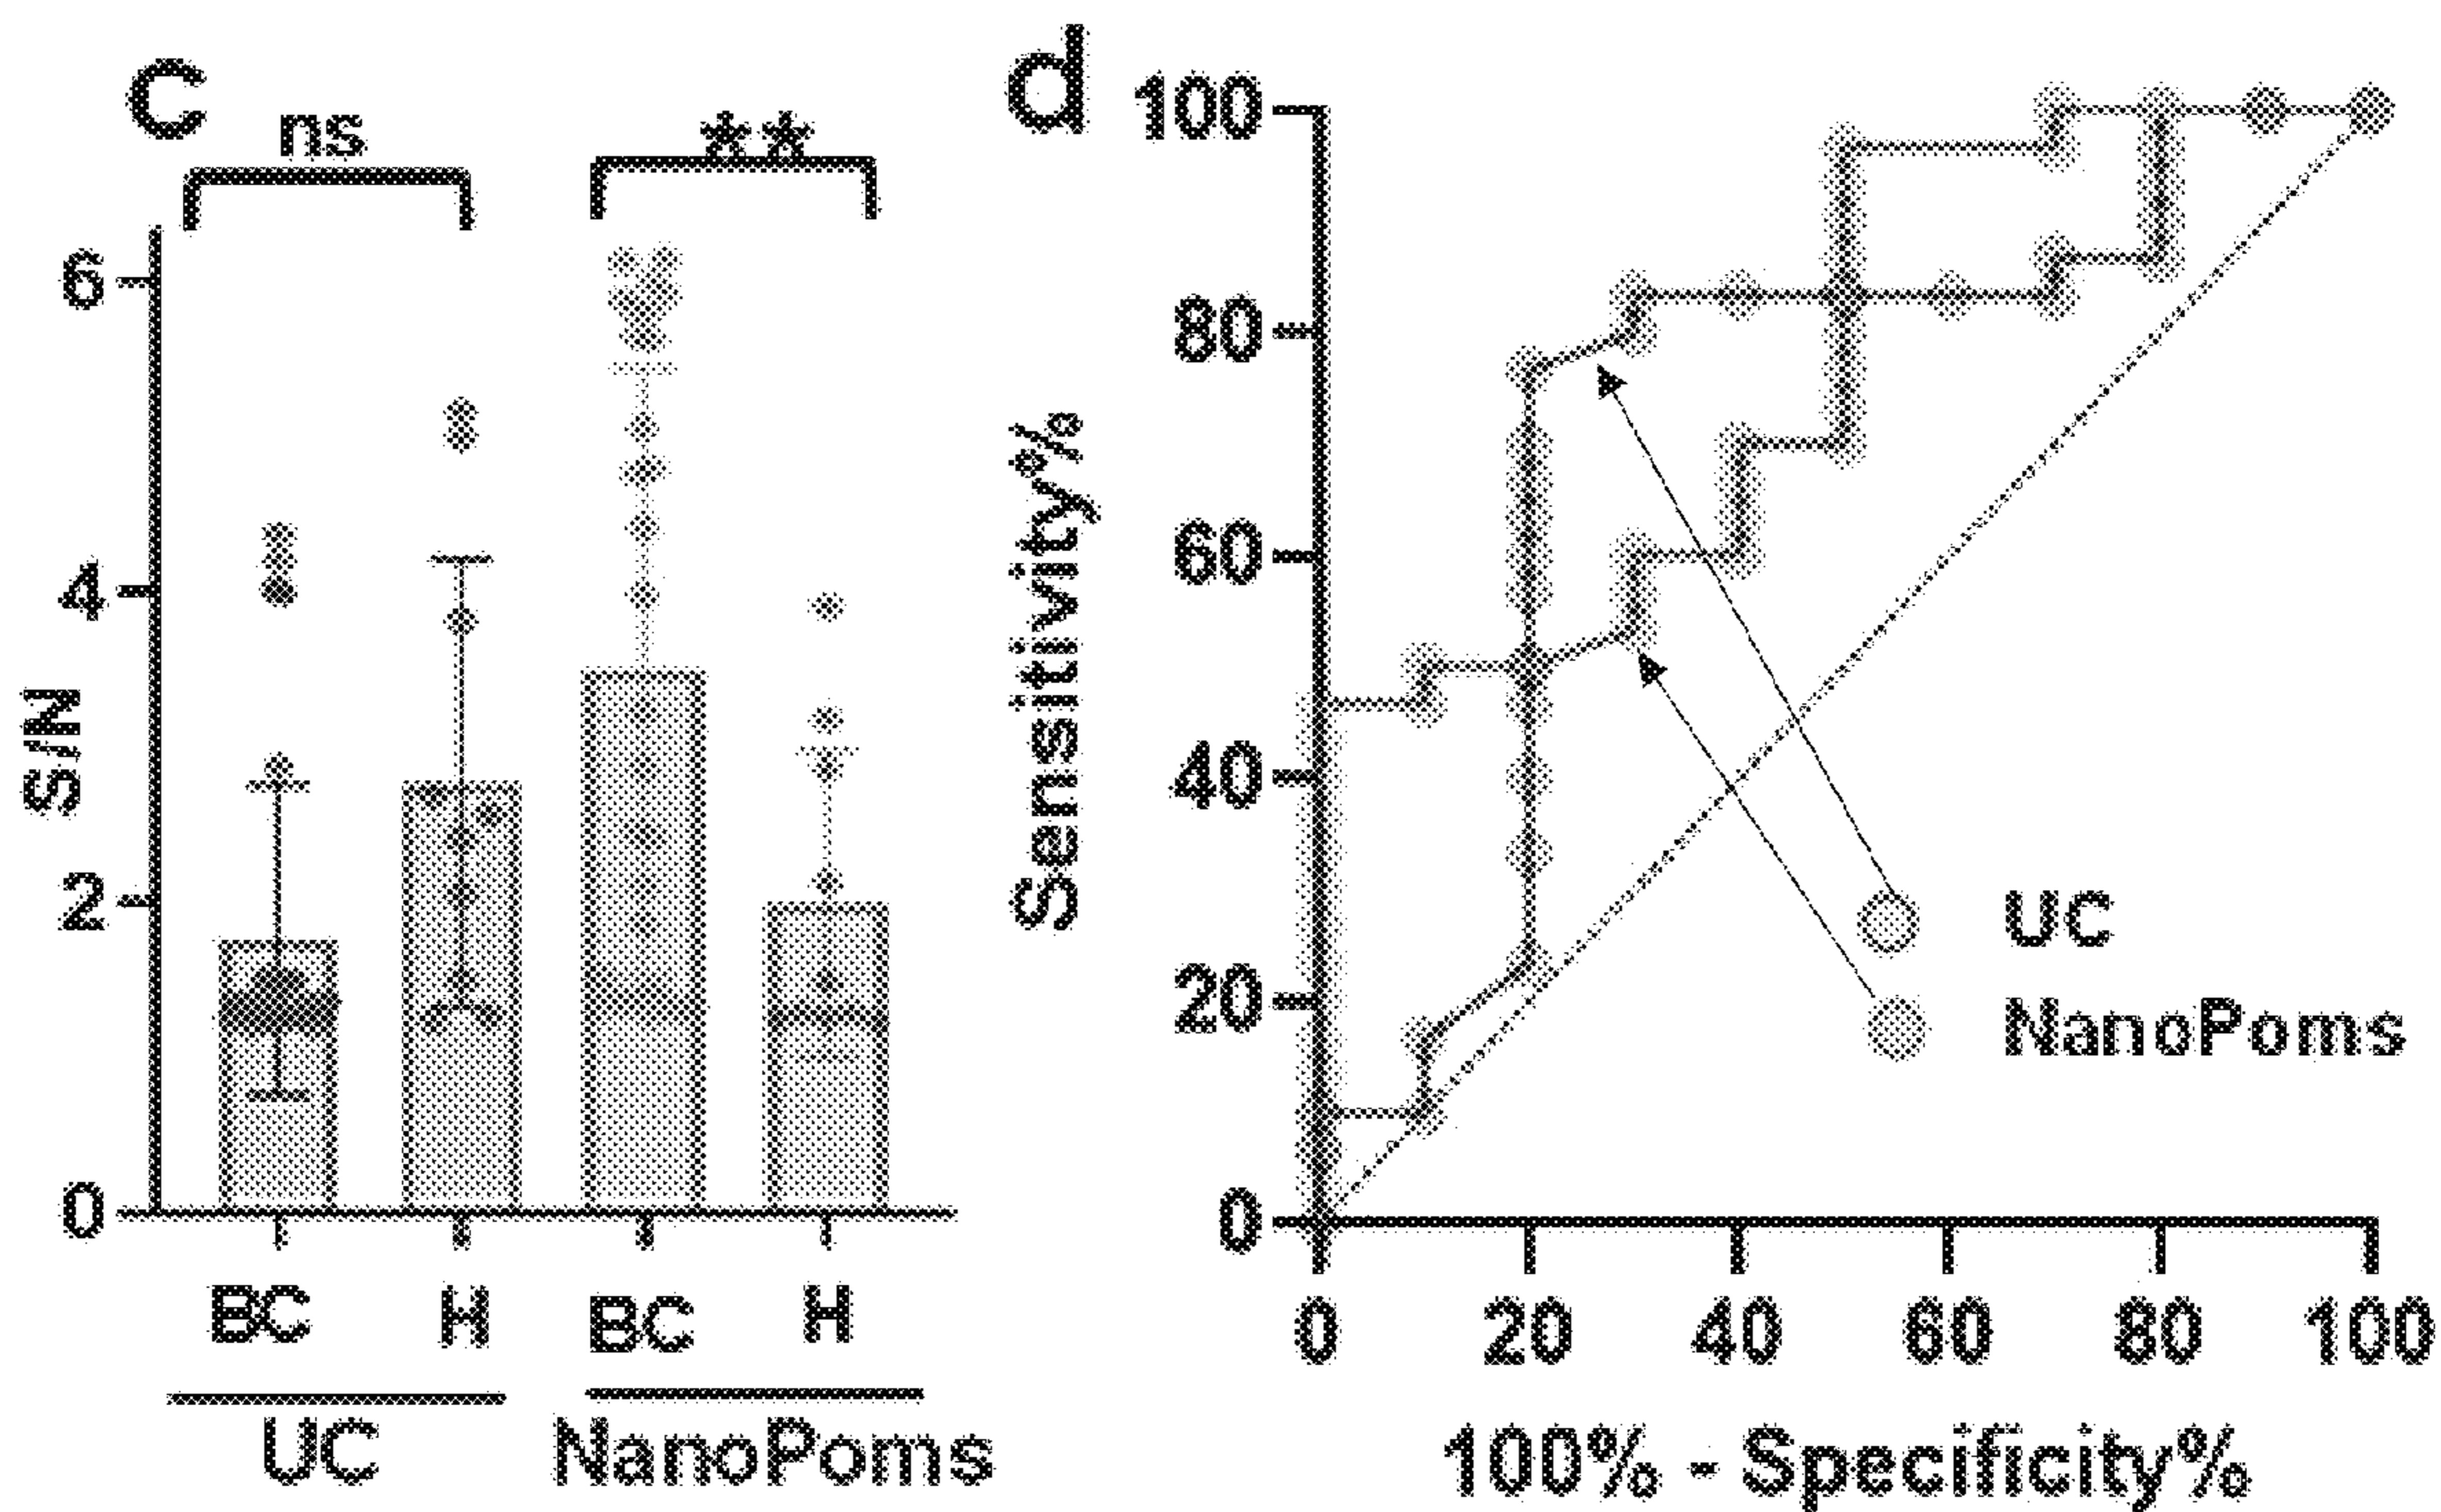 c
ns
**
6
4
2
0
S/N
BC H BC H
UC NanoPoms
d
100
80
60
40
20
0
Sensitivity%
UC
NanoPoms
0 20 40 60 80 100
100% - Specificity%